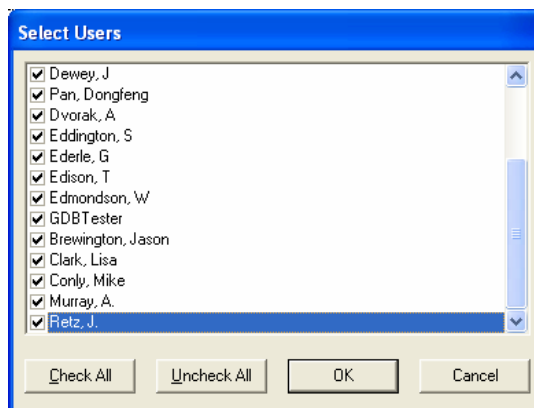 Select Users
Dewey, J
Pan, Dongfeng
Dvorak, A
Eddington, S
Ederle, G
Edison, T
Edmondson, W
GDBTester
Brewington, Jason
Clark, Lisa
Conly, Mike
Murray, A.
Retz, J.
Check All Uncheck All OK Cancel